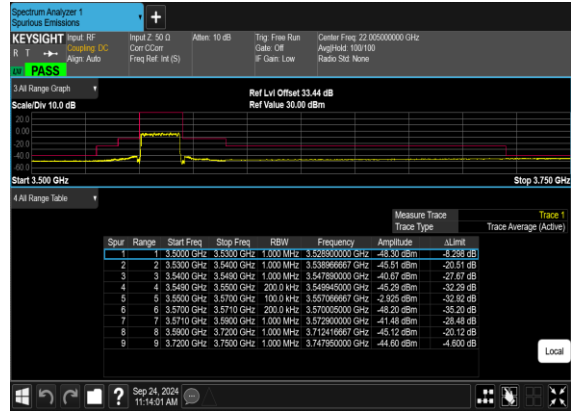 Spectrum Analyzer 1
Spurious Emissions
KEYSIGHT Input: RF Input Z: 50 Ω Atten: 10 dB Trig: Free Run Center Freq: 22.005000000 GHz
R T Coupling: DC Corr CCorr Gate: Off Avg|Hold: 100/100
Align: Auto Freq Ref: Int (S) IF Gain: Low Radio Std: None
LW PASS
3 All Range Graph
Ref Lvl Offset 33.44 dB
Scale/Div 10.0 dB Ref Value 30.00 dBm
20.0
0.00
-20.0
-40.0
-60.0
Start 3.500 GHz Stop 3.750 GHz
4 All Range Table
Measure Trace Trace 1
Trace Type Trace Average (Active)
Spur Range Start Freq Stop Freq RBW Frequency Amplitude ΔLimit
1 1 3.5000 GHz 3.5300 GHz 1.000 MHz 3.528900000 GHz -48.30 dBm -8.298 dB
2 2 3.5300 GHz 3.5400 GHz 1.000 MHz 3.538966667 GHz -45.51 dBm -20.51 dB
3 3 3.5400 GHz 3.5490 GHz 1.000 MHz 3.547890000 GHz -40.67 dBm -27.67 dB
4 4 3.5490 GHz 3.5500 GHz 200.0 kHz 3.549945000 GHz -45.29 dBm -32.29 dB
5 5 3.5500 GHz 3.5700 GHz 100.0 kHz 3.557066667 GHz -2.925 dBm -32.92 dB
6 6 3.5700 GHz 3.5710 GHz 200.0 kHz 3.570005000 GHz -48.20 dBm -35.20 dB
7 7 3.5710 GHz 3.5900 GHz 1.000 MHz 3.572900000 GHz -41.48 dBm -28.48 dB
8 8 3.5900 GHz 3.7200 GHz 1.000 MHz 3.712416667 GHz -45.12 dBm -20.12 dB
9 9 3.7200 GHz 3.7500 GHz 1.000 MHz 3.747950000 GHz -44.60 dBm -4.600 dB
Local
? Sep 24, 2024
11:14:01 AM